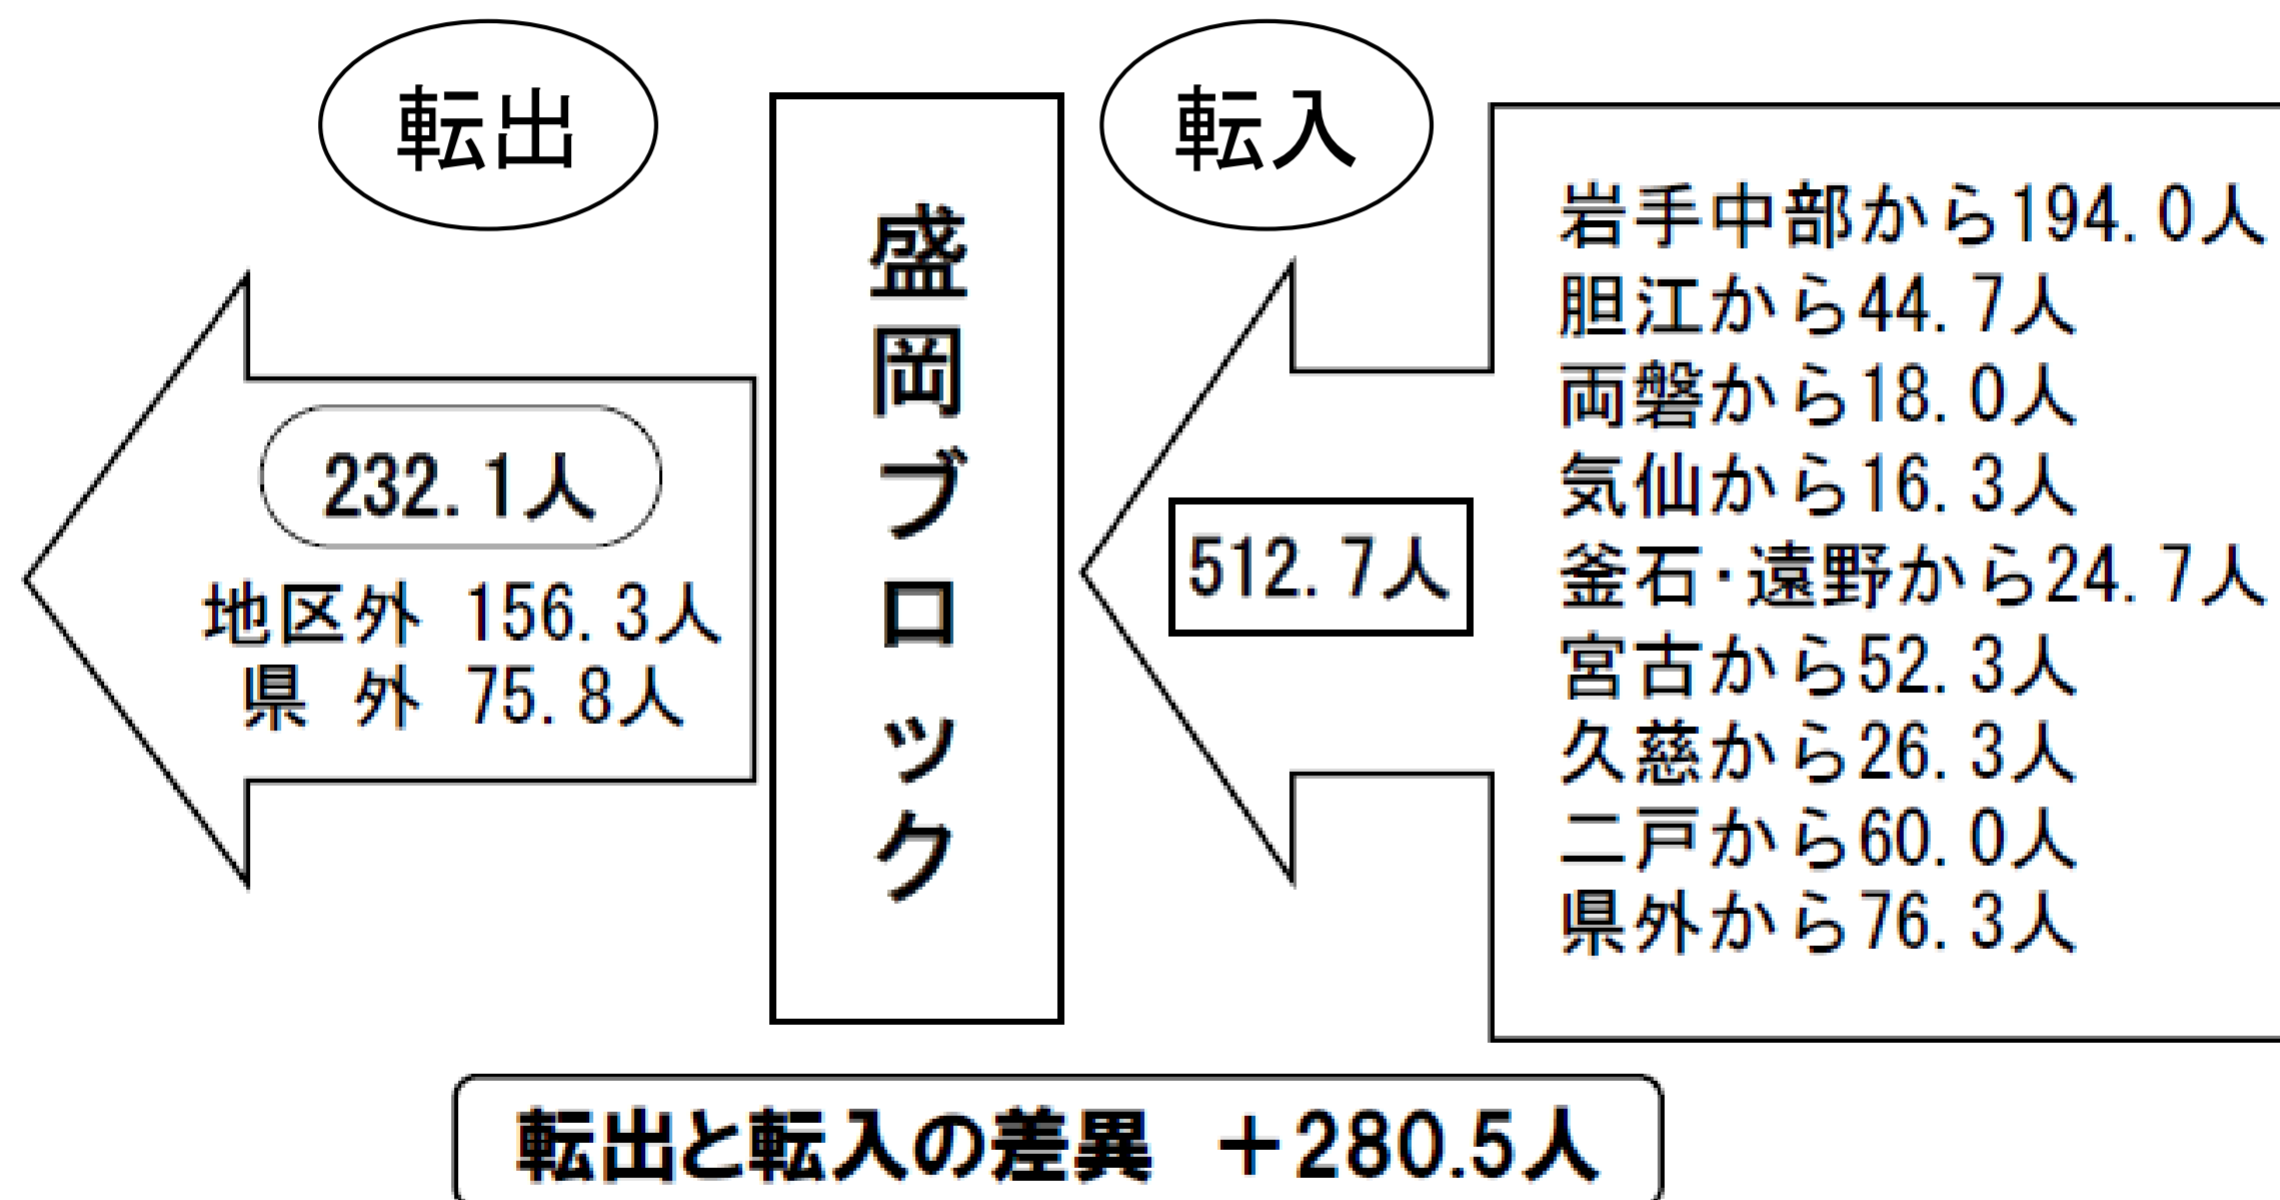 転出
232.1人
地区外 156.3人
県 外 75.8人
盛岡ブロック
転入
512.7人
岩手中部から194.0人
胆江から44.7人
両磐から18.0人
気仙から16.3人
釜石･遠野から24.7人
宮古から52.3人
久慈から26.3人
二戸から60.0人
県外から76.3人
転出と転入の差異 ＋280.5人